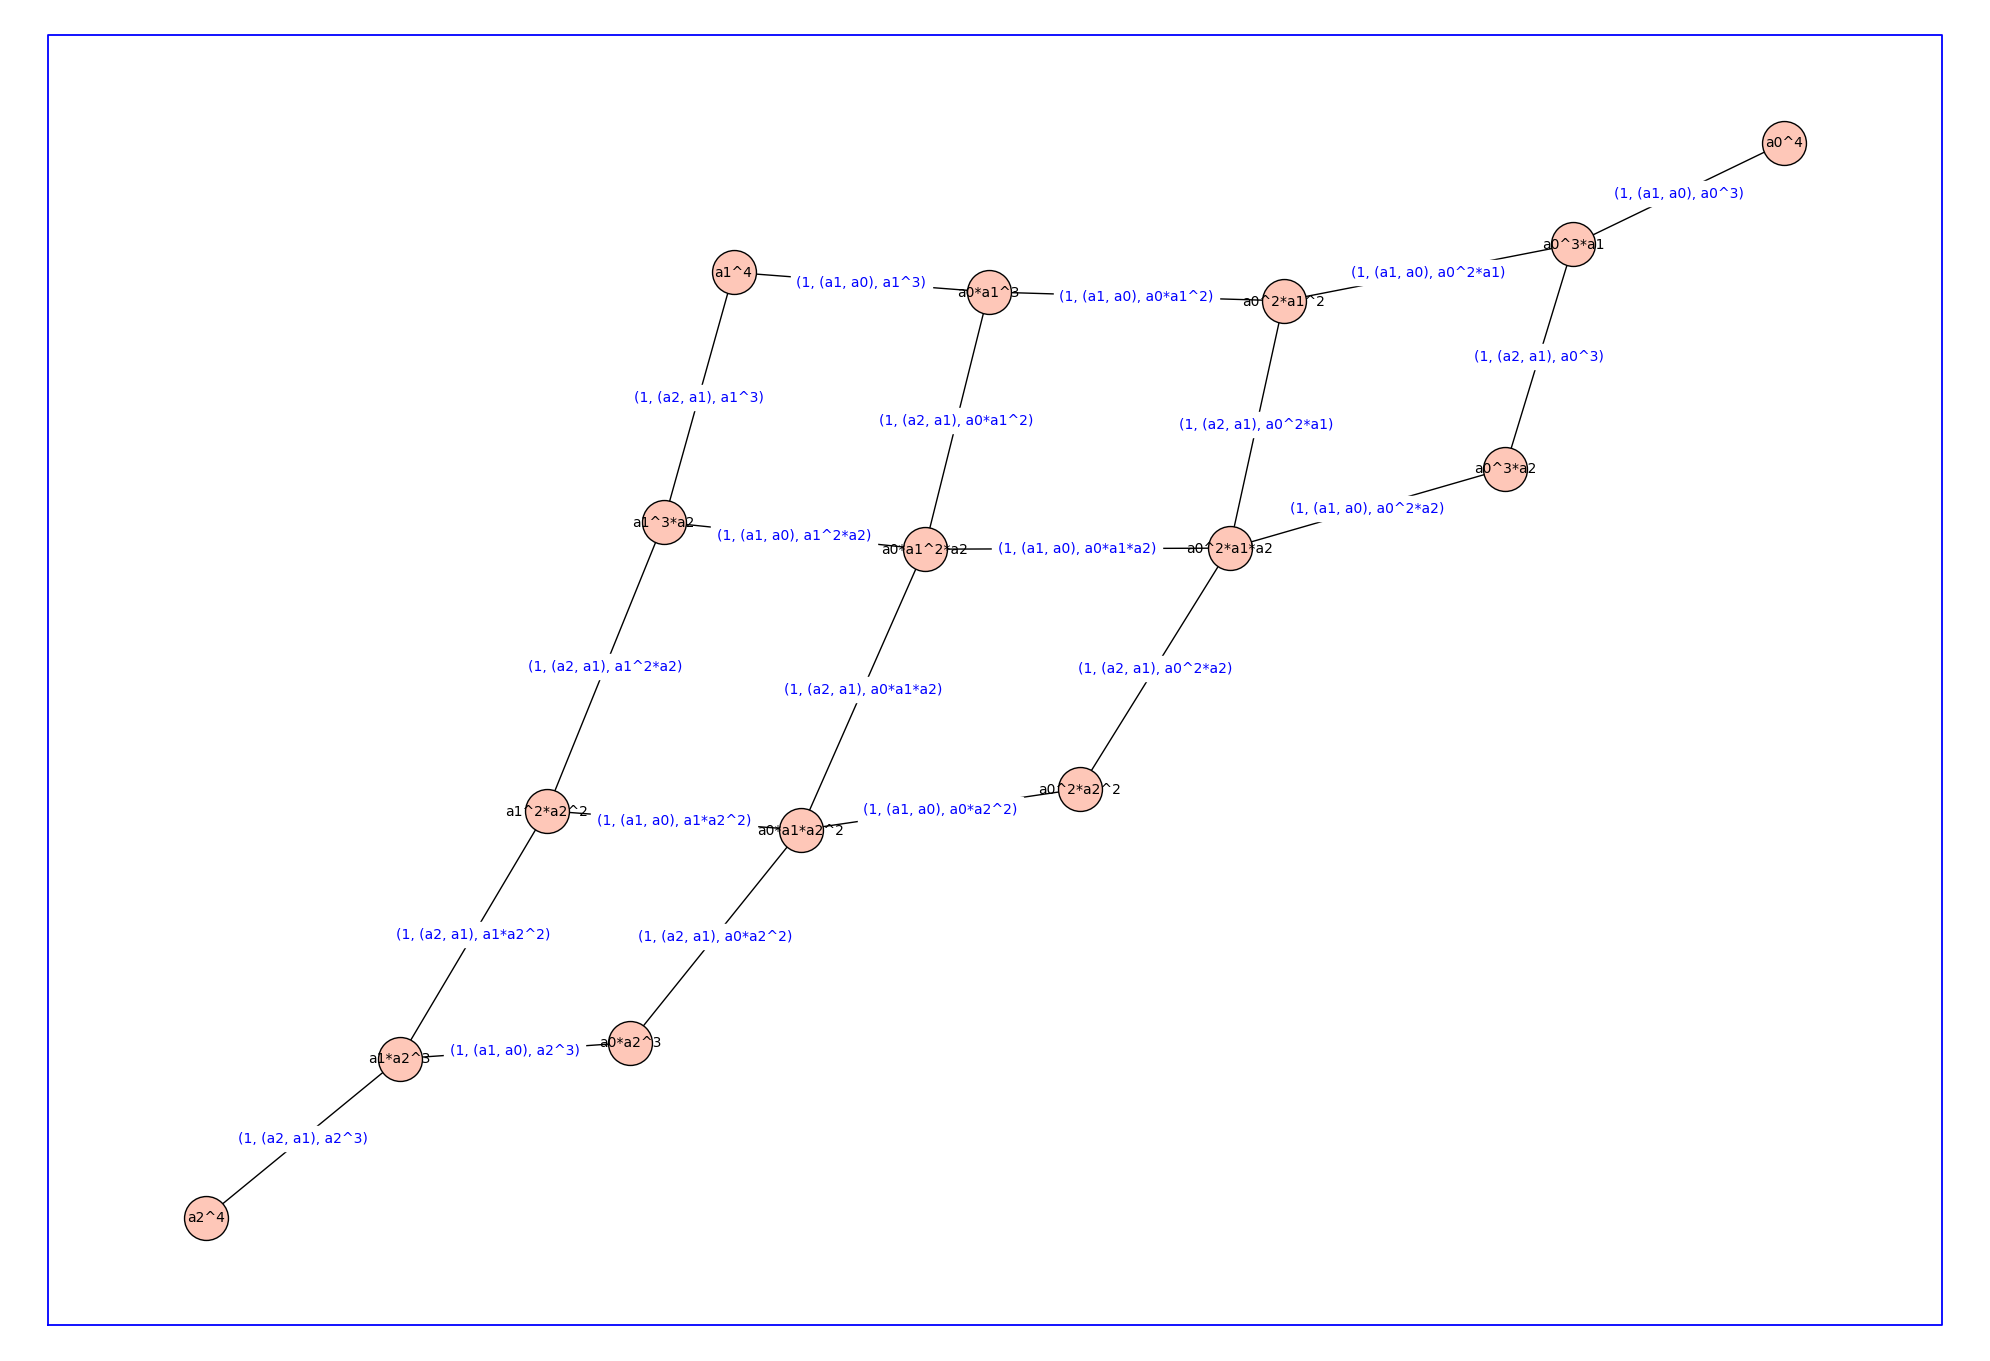 a0^4
(1, (a1, a0), a0^3)
a0^3*a1
a1^4
(1, (a1, a0), a0^2*a1)
(1, (a1, a0), a1^3)
a0*a1^3
(1, (a1, a0), a0*a1^2)
a0^2*a1^2
(1, (a2, a1), a0^3)
(1, (a2, a1), a1^3)
(1, (a2, a1), a0*a1^2)
(1, (a2, a1), a0^2*a1)
a0^3*a2
(1, (a1, a0), a0^2*a2)
a1^3*a2
(1, (a1, a0), a1^2*a2)
a0*a1^2*a2
(1, (a1, a0), a0*a1*a2)
a0^2*a1*a2
(1, (a2, a1), a1^2*a2)
(1, (a2, a1), a0*a1*a2)
(1, (a2, a1), a0^2*a2)
a0^2*a2^2
a1^2*a2^2
(1, (a1, a0), a1*a2^2)
a0*a1*a2^2
(1, (a1, a0), a0*a2^2)
(1, (a2, a1), a1*a2^2)
(1, (a2, a1), a0*a2^2)
a1*a2^3
(1, (a1, a0), a2^3)
a0*a2^3
(1, (a2, a1), a2^3)
a2^4